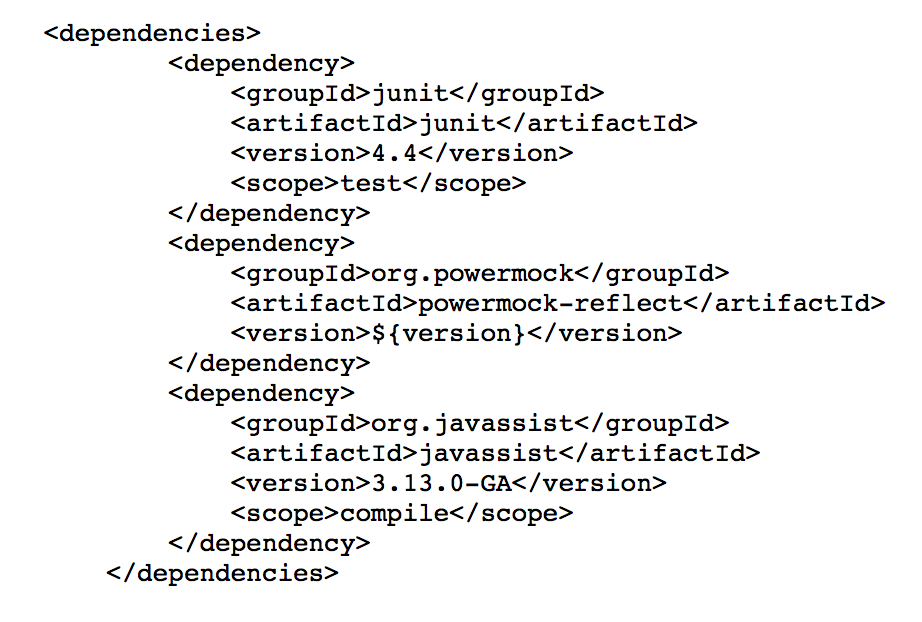 <dependencies>
<dependency>
<groupId>junit</groupId>
<artifactId>junit</artifactId>
<version>4.4</version>
<scope>test</scope>
</dependency>
<dependency>
<groupId>org.powermock</groupId>
<artifactId>powermock-reflect</artifactId>
<version>${version}</version>
</dependency>
<dependency>
<groupId>org.javassist</groupId>
<artifactId>javassist</artifactId>
<version>3.13.0-GA</version>
<scope>compile</scope>
</dependency>
</dependencies>